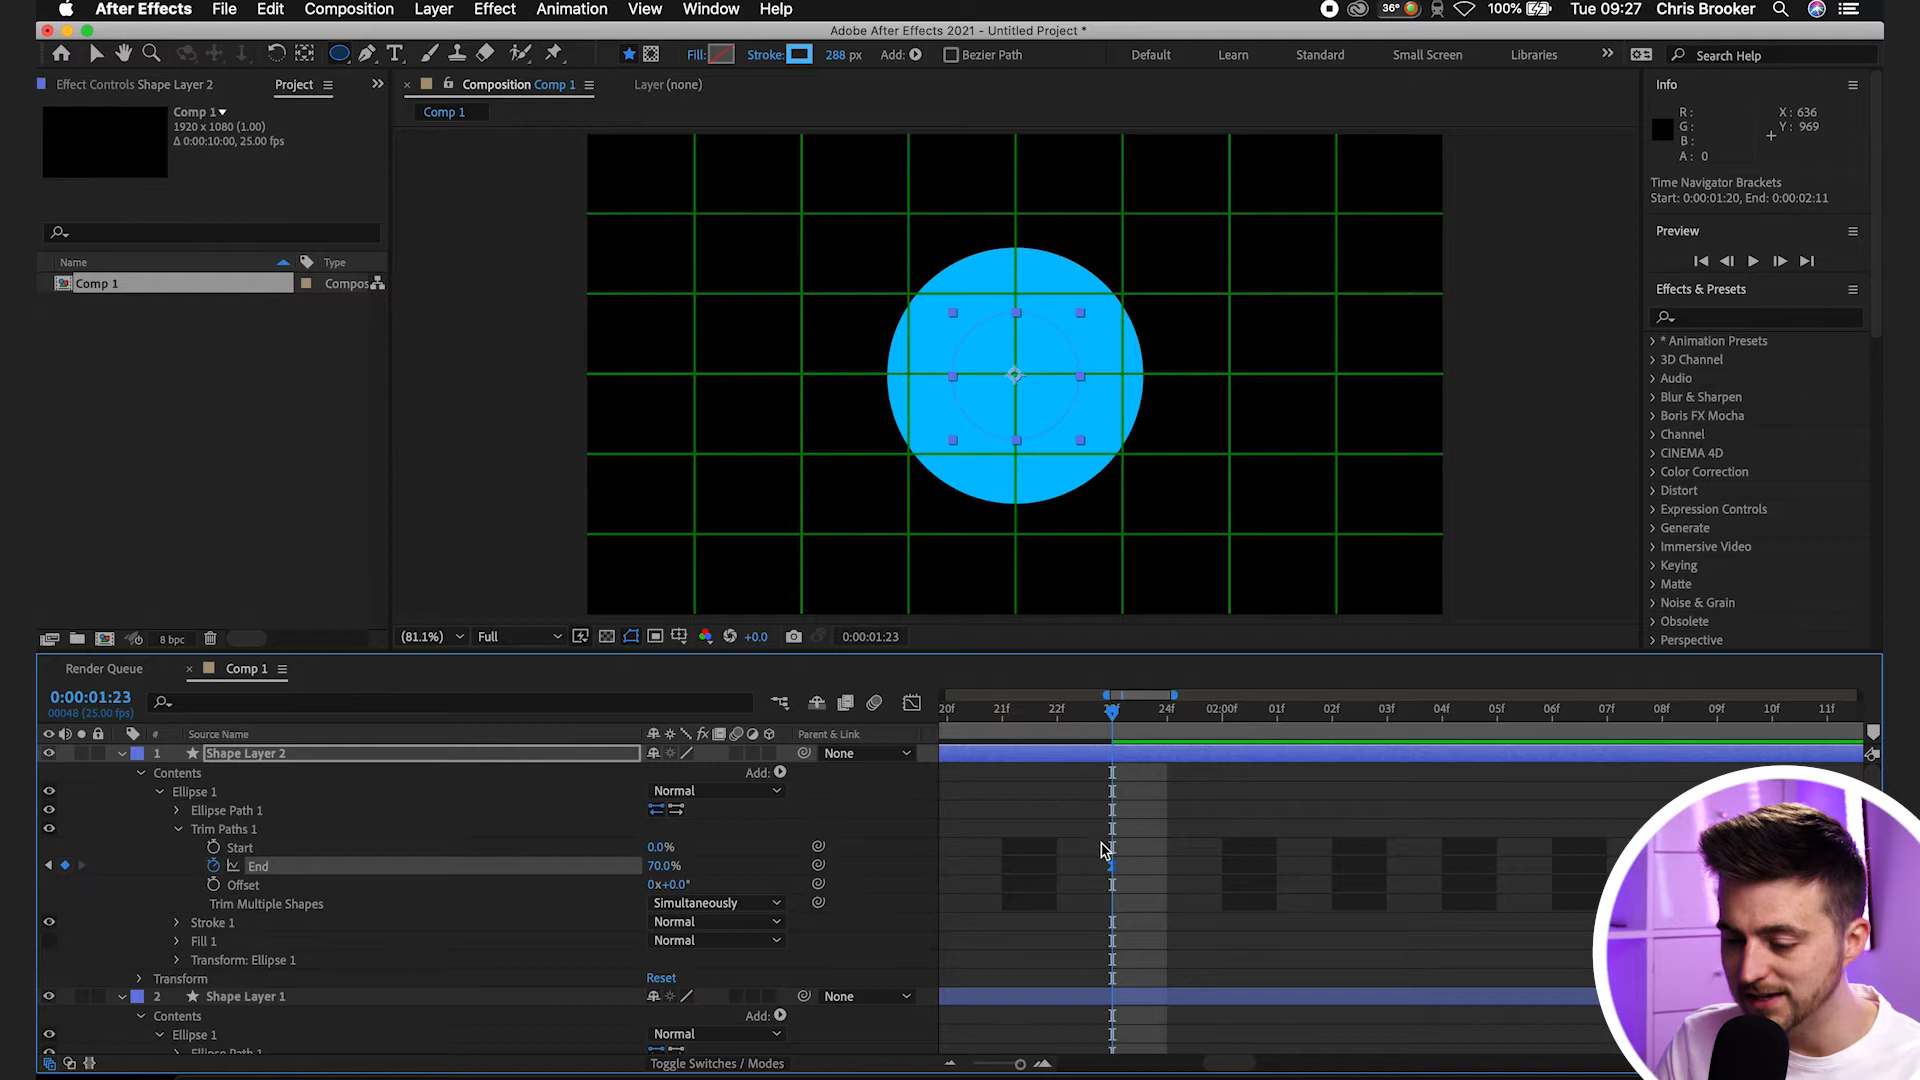 After Effects File Edit Composition Layer Effect Animation View Window Help 36° 100% Tue 09:27 Chris Brooker
Adobe After Effects 2021 - Untitled Project *
Fill: Stroke: 288 px Add: Bezier Path Default Learn Standard Small Screen Libraries Search Help
Effect Controls Shape Layer 2 Project Composition Comp 1 Layer (none) Info
Comp 1
1920 x 1080 (1.00)
Δ 0:00:10:00, 25.00 fps
Comp 1
R:
G:
B:
A: 0
X: 636
Y: 969
Time Navigator Brackets
Start: 0:00:01:20, End: 0:00:02:11
Preview
Effects & Presets
Name Type
Comp 1 Compos
* Animation Presets
3D Channel
Audio
Blur & Sharpen
Boris FX Mocha
Channel
CINEMA 4D
Color Correction
Distort
Expression Controls
Generate
Immersive Video
Keying
Matte
Noise & Grain
Obsolete
Perspective
8 bpc (81.1%) Full +0.0 0:00:01:23
Render Queue Comp 1
0:00:01:23
00048 (25.00 fps)
20f 21f 22f 24f 02:00f 02f 03f 04f 05f 06f 07f 08f 09f 10f 11f
# Source Name Parent & Link
1 Shape Layer 2 None
Contents Add:
Ellipse 1 Normal
Ellipse Path 1
Trim Paths 1
Start 0.0%
End 70.0%
Offset 0x+0.0°
Trim Multiple Shapes Simultaneously
Stroke 1 Normal
Fill 1 Normal
Transform: Ellipse 1
Transform Reset
2 Shape Layer 1 None
Contents Add:
Ellipse 1 Normal
Ellipse Path 1
Toggle Switches / Modes